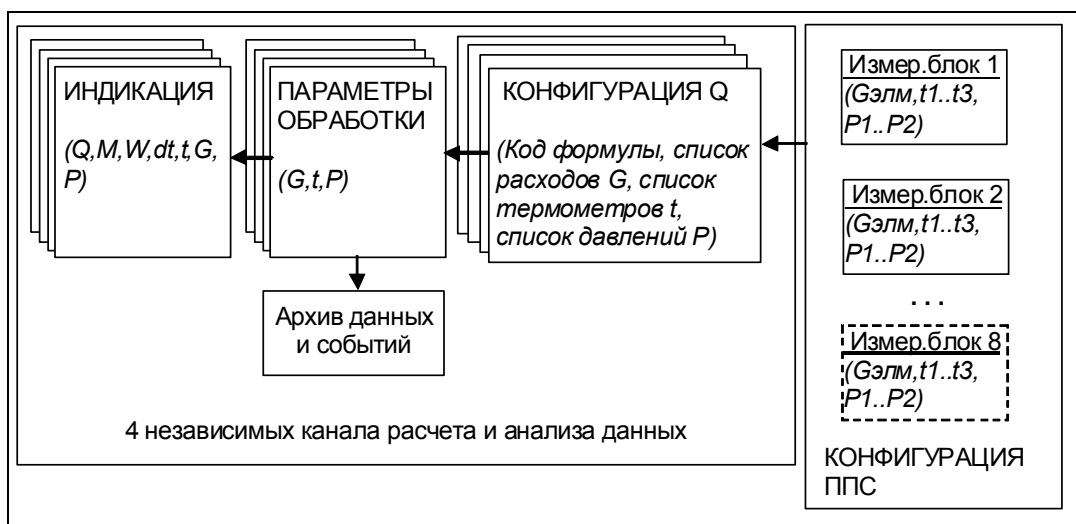 ИНДИКАЦИЯ
(Q,M,W,dt,t,G,
P)
ПАРАМЕТРЫ
ОБРАБОТКИ
(G,t,P)
КОНФИГУРАЦИЯ Q
(Код формулы, список
расходов G, список
термометров t,
список давлений P)
Архив данных
и событий
4 независимых канала расчета и анализа данных
Измер.блок 1
(Gэлм,t1..t3,
P1..P2)
Измер.блок 2
(Gэлм,t1..t3,
P1..P2)
. . .
Измер.блок 8
(Gэлм,t1..t3,
P1..P2)
КОНФИГУРАЦИЯ
ППС